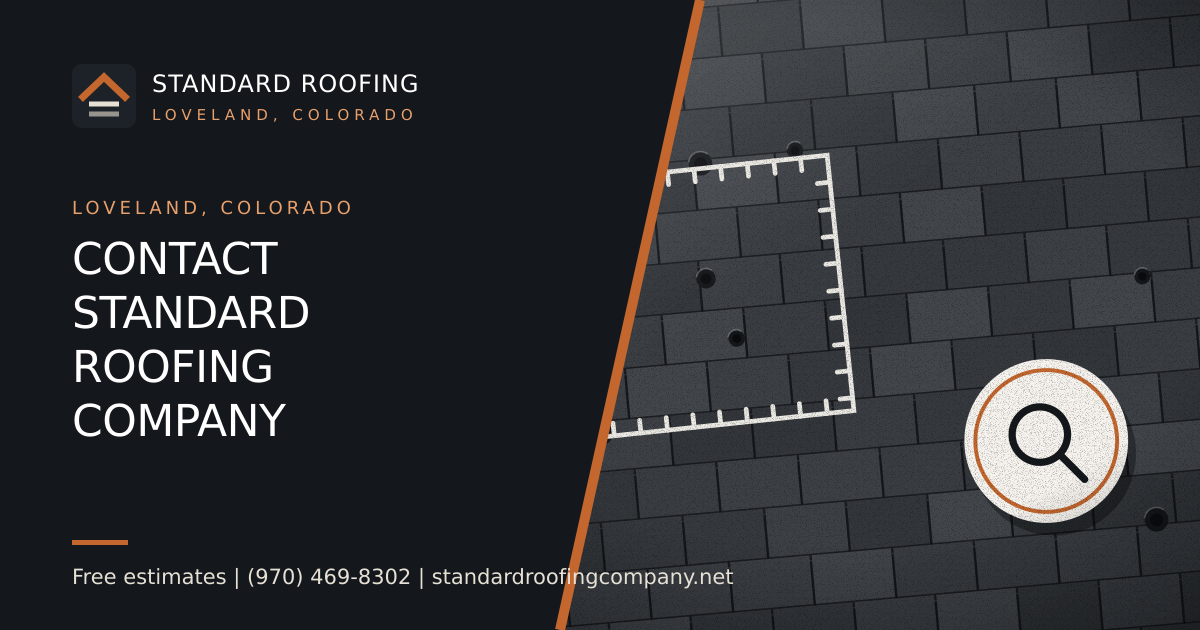 STANDARD ROOFING
LOVELAND, COLORADO
LOVELAND, COLORADO
CONTACT
STANDARD
ROOFING
COMPANY
Free estimates | (970) 469-8302 | standardroofingcompany.net